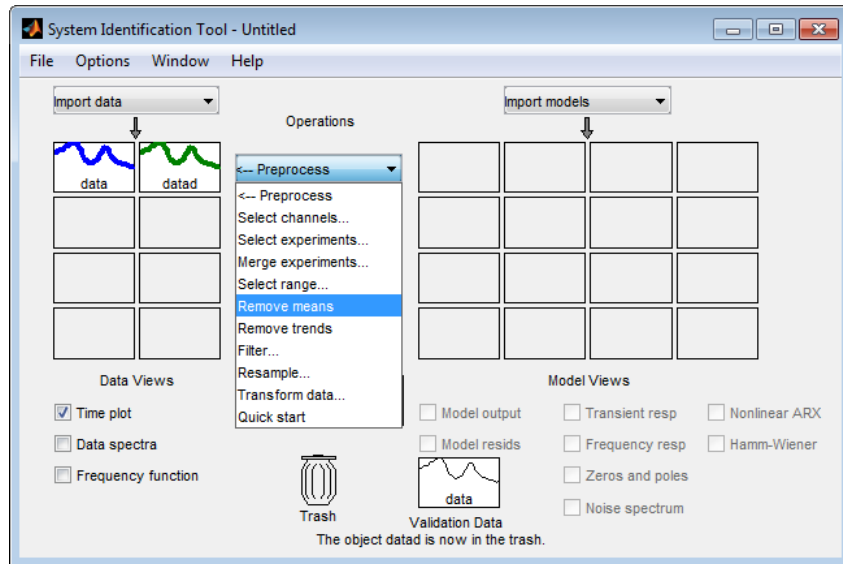 System Identification Tool - Untitled
File Options Window Help
Import data
Import models
Operations
data datad
<-- Preprocess
<-- Preprocess
Select channels...
Select experiments...
Merge experiments...
Select range...
Remove means
Remove trends
Filter...
Resample...
Transform data...
Quick start
Data Views
Model Views
Time plot
Model output
Transient resp
Nonlinear ARX
Data spectra
Model resids
Frequency resp
Hamm-Wiener
Frequency function
Zeros and poles
data
Noise spectrum
Trash
Validation Data
The object datad is now in the trash.